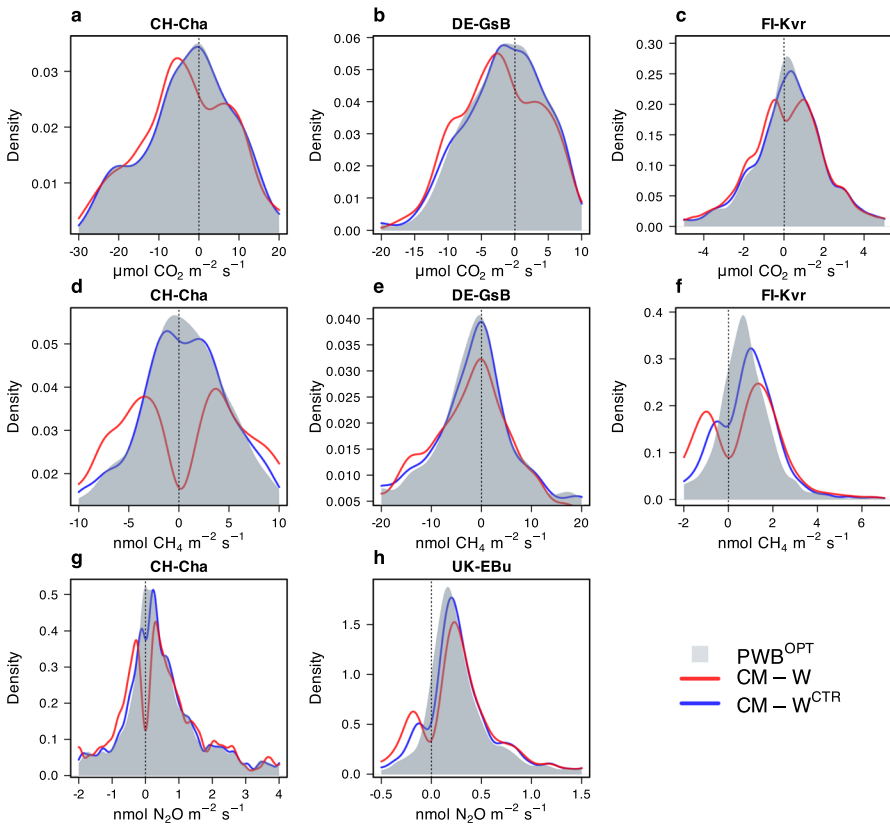 a
CH-Cha
Density
0.03
0.02
0.01
-30 -20 -10 0 10 20
µmol CO₂ m⁻² s⁻¹
b
DE-GsB
Density
0.06
0.05
0.04
0.03
0.02
0.01
0.00
-20 -15 -10 -5 0 5 10
µmol CO₂ m⁻² s⁻¹
c
FI-Kvr
Density
0.30
0.25
0.20
0.15
0.10
0.05
0.00
-4 -2 0 2 4
µmol CO₂ m⁻² s⁻¹
d
CH-Cha
Density
0.05
0.04
0.03
0.02
-10 -5 0 5 10
nmol CH₄ m⁻² s⁻¹
e
DE-GsB
Density
0.040
0.035
0.030
0.025
0.020
0.015
0.010
0.005
-20 -10 0 10 20
nmol CH₄ m⁻² s⁻¹
f
FI-Kvr
Density
0.4
0.3
0.2
0.1
0.0
-2 0 2 4 6
nmol CH₄ m⁻² s⁻¹
g
CH-Cha
Density
0.5
0.4
0.3
0.2
0.1
0.0
-2 -1 0 1 2 3 4
nmol N₂O m⁻² s⁻¹
h
UK-EBu
Density
1.5
1.0
0.5
0.0
-0.5 0.0 0.5 1.0 1.5
nmol N₂O m⁻² s⁻¹
PWB^OPT
CM – W
CM – W^CTR